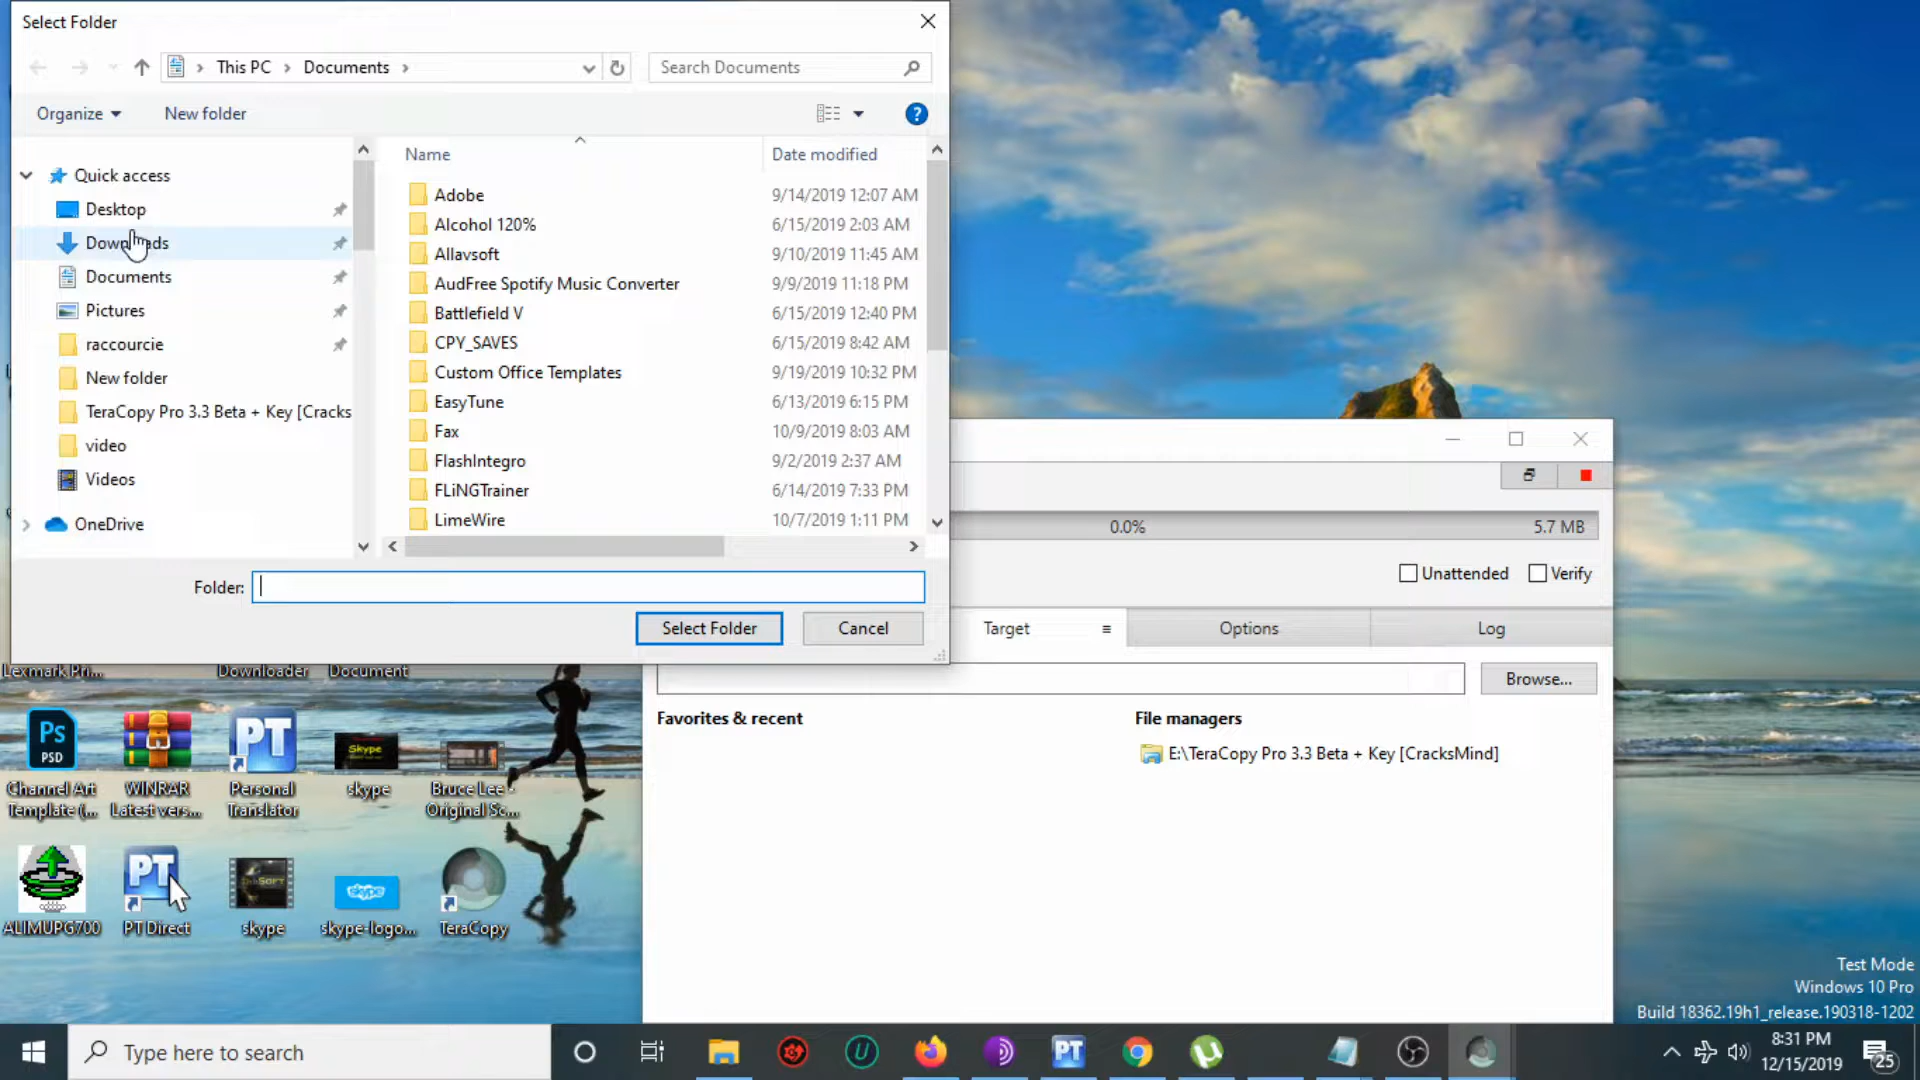 Select Folder
This PC > Documents >
Search Documents
Organize
New folder
Name
Date modified
Quick access
Desktop
Downloads
Documents
Pictures
raccourcie
New folder
TeraCopy Pro 3.3 Beta + Key [Cracks
video
Videos
OneDrive
Adobe 9/14/2019 12:07 AM
Alcohol 120% 6/15/2019 2:03 AM
Allavsoft 9/10/2019 11:45 AM
AudFree Spotify Music Converter 9/9/2019 11:18 PM
Battlefield V 6/15/2019 12:40 PM
CPY_SAVES 6/15/2019 8:42 AM
Custom Office Templates 9/19/2019 10:32 PM
EasyTune 6/13/2019 6:15 PM
Fax 10/9/2019 8:03 AM
FlashIntegro 9/2/2019 2:37 AM
FLiNGTrainer 6/14/2019 7:33 PM
LimeWire 10/7/2019 1:11 PM
Folder:
Select Folder
Cancel
0.0%
5.7 MB
Unattended
Verify
Target
Options
Log
Browse...
Favorites & recent
File managers
E:\TeraCopy Pro 3.3 Beta + Key [CracksMind]
Lexmark Pri...
Downloader
Document
Ps
PSD
Channel Art
Template (...
WINRAR
Latest vers...
PT
Personal
Translator
Skype
skype
Bruce Lee -
Original Sc...
ALIMUPG700
PT
PT Direct
skype
skype
skype-logo...
TeraCopy
Test Mode
Windows 10 Pro
Build 18362.19h1_release.190318-1202
Type here to search
PT
8:31 PM
12/15/2019
25